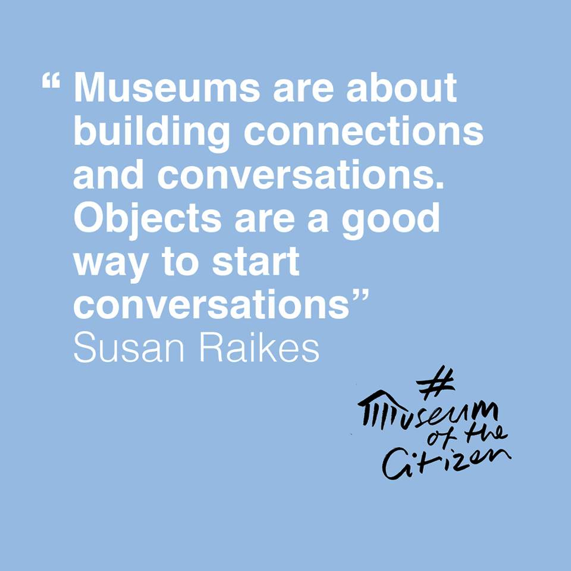 “ Museums are about
building connections
and conversations.
Objects are a good
way to start
conversations”
Susan Raikes
#
Museum
of the
Citizen